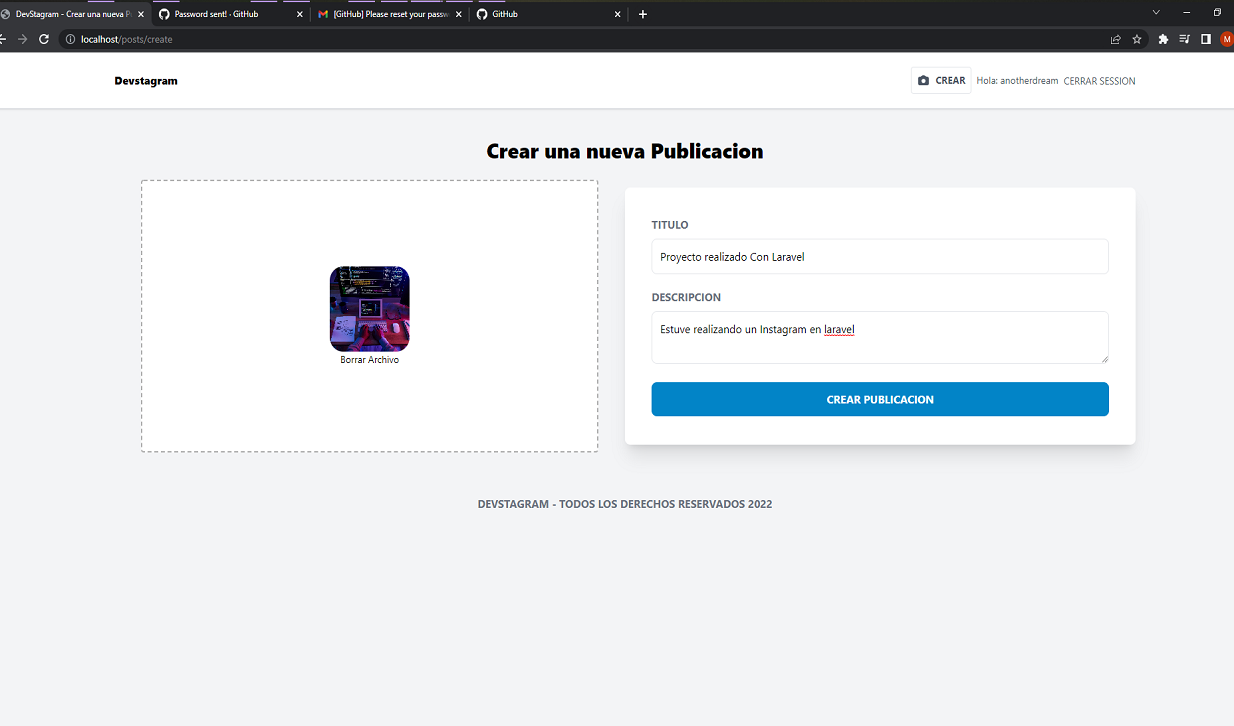 DevStagram - Crear una nueva P
Password sent! · GitHub
[GitHub] Please reset your passw
GitHub
localhost/posts/create
M
Devstagram
CREAR
Hola: anotherdream
CERRAR SESSION
Crear una nueva Publicacion
Borrar Archivo
TITULO
Proyecto realizado Con Laravel
DESCRIPCION
Estuve realizando un Instagram en laravel
CREAR PUBLICACION
DEVSTAGRAM - TODOS LOS DERECHOS RESERVADOS 2022